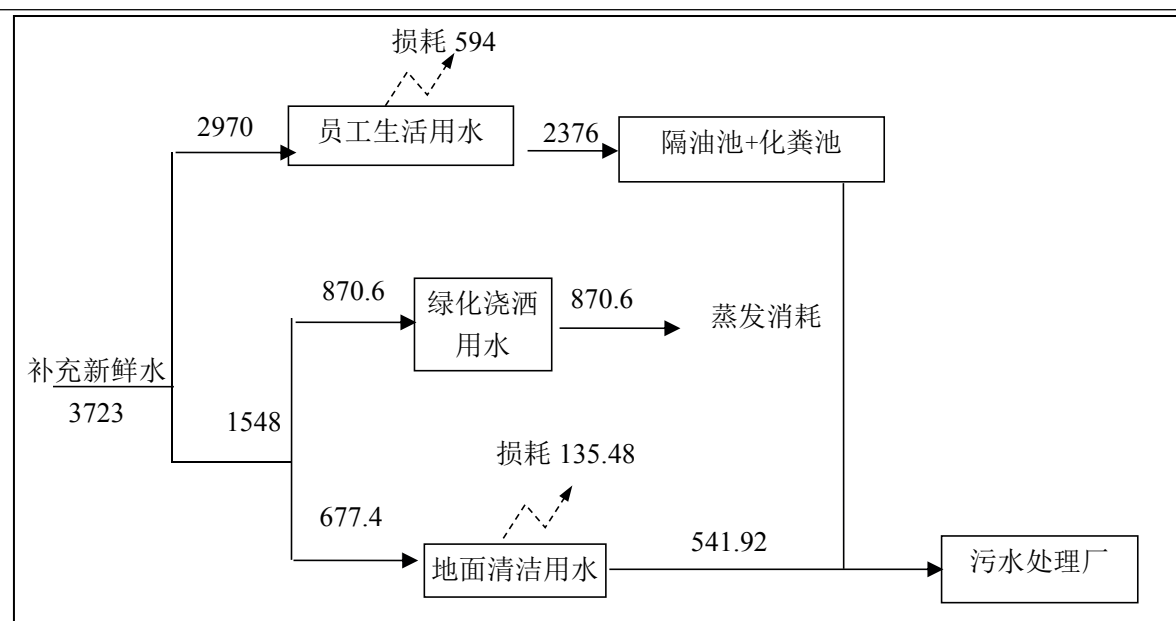 损耗 594
2970
员工生活用水
2376
隔油池+化粪池
870.6
绿化浇洒
用水
870.6
蒸发消耗
补充新鲜水
3723
1548
损耗 135.48
677.4
地面清洁用水
541.92
污水处理厂